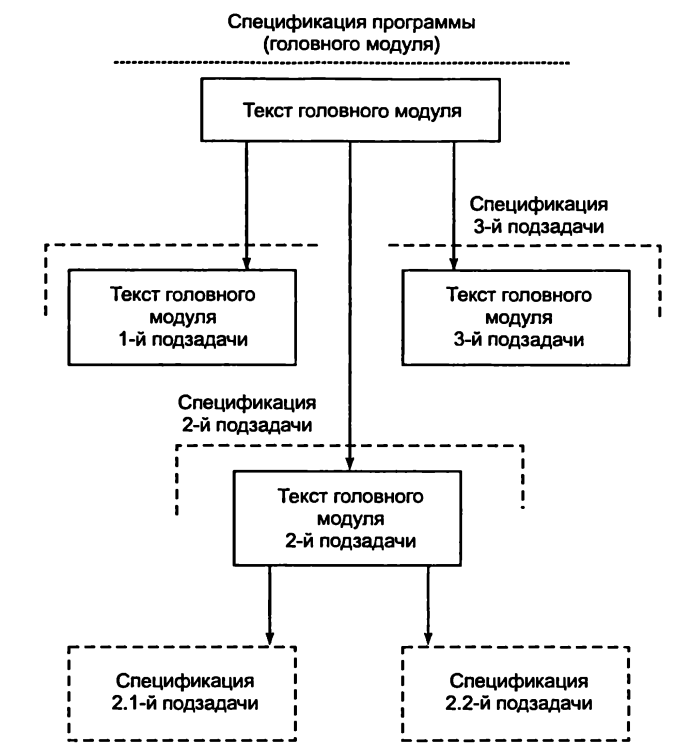 Спецификация программы
(головного модуля)
Текст головного модуля
Спецификация
3-й подзадачи
Текст головного
модуля
1-й подзадачи
Текст головного
модуля
3-й подзадачи
Спецификация
2-й подзадачи
Текст головного
модуля
2-й подзадачи
Спецификация
2.1-й подзадачи
Спецификация
2.2-й подзадачи